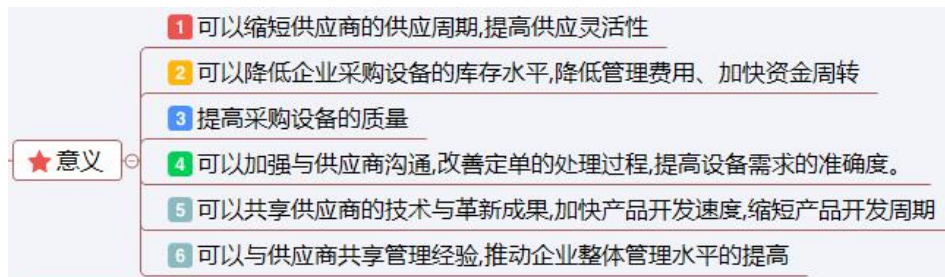 1 可以缩短供应商的供应周期,提高供应灵活性
2 可以降低企业采购设备的库存水平,降低管理费用、加快资金周转
3 提高采购设备的质量
意义
4 可以加强与供应商沟通,改善定单的处理过程,提高设备需求的准确度。
5 可以共享供应商的技术与革新成果,加快产品开发速度,缩短产品开发周期
6 可以与供应商共享管理经验,推动企业整体管理水平的提高